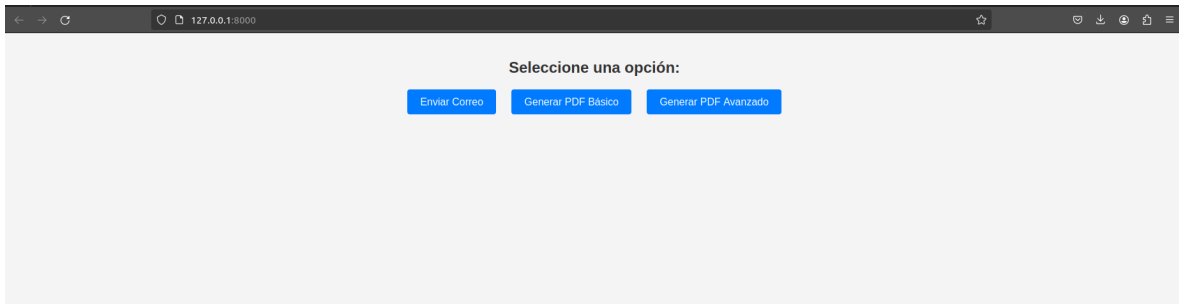 127.0.0.1:8000
Seleccione una opción:
Enviar Correo Generar PDF Básico Generar PDF Avanzado